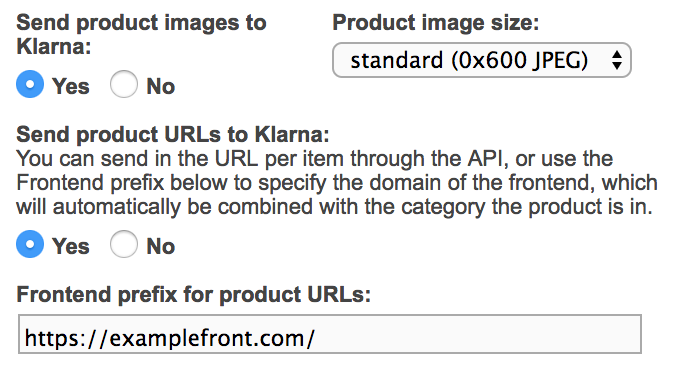 Send product images to
Klarna:
Product image size:
standard (0x600 JPEG)
Yes No
Send product URLs to Klarna:
You can send in the URL per item through the API, or use the
Frontend prefix below to specify the domain of the frontend, which
will automatically be combined with the category the product is in.
Yes No
Frontend prefix for product URLs:
https://examplefront.com/